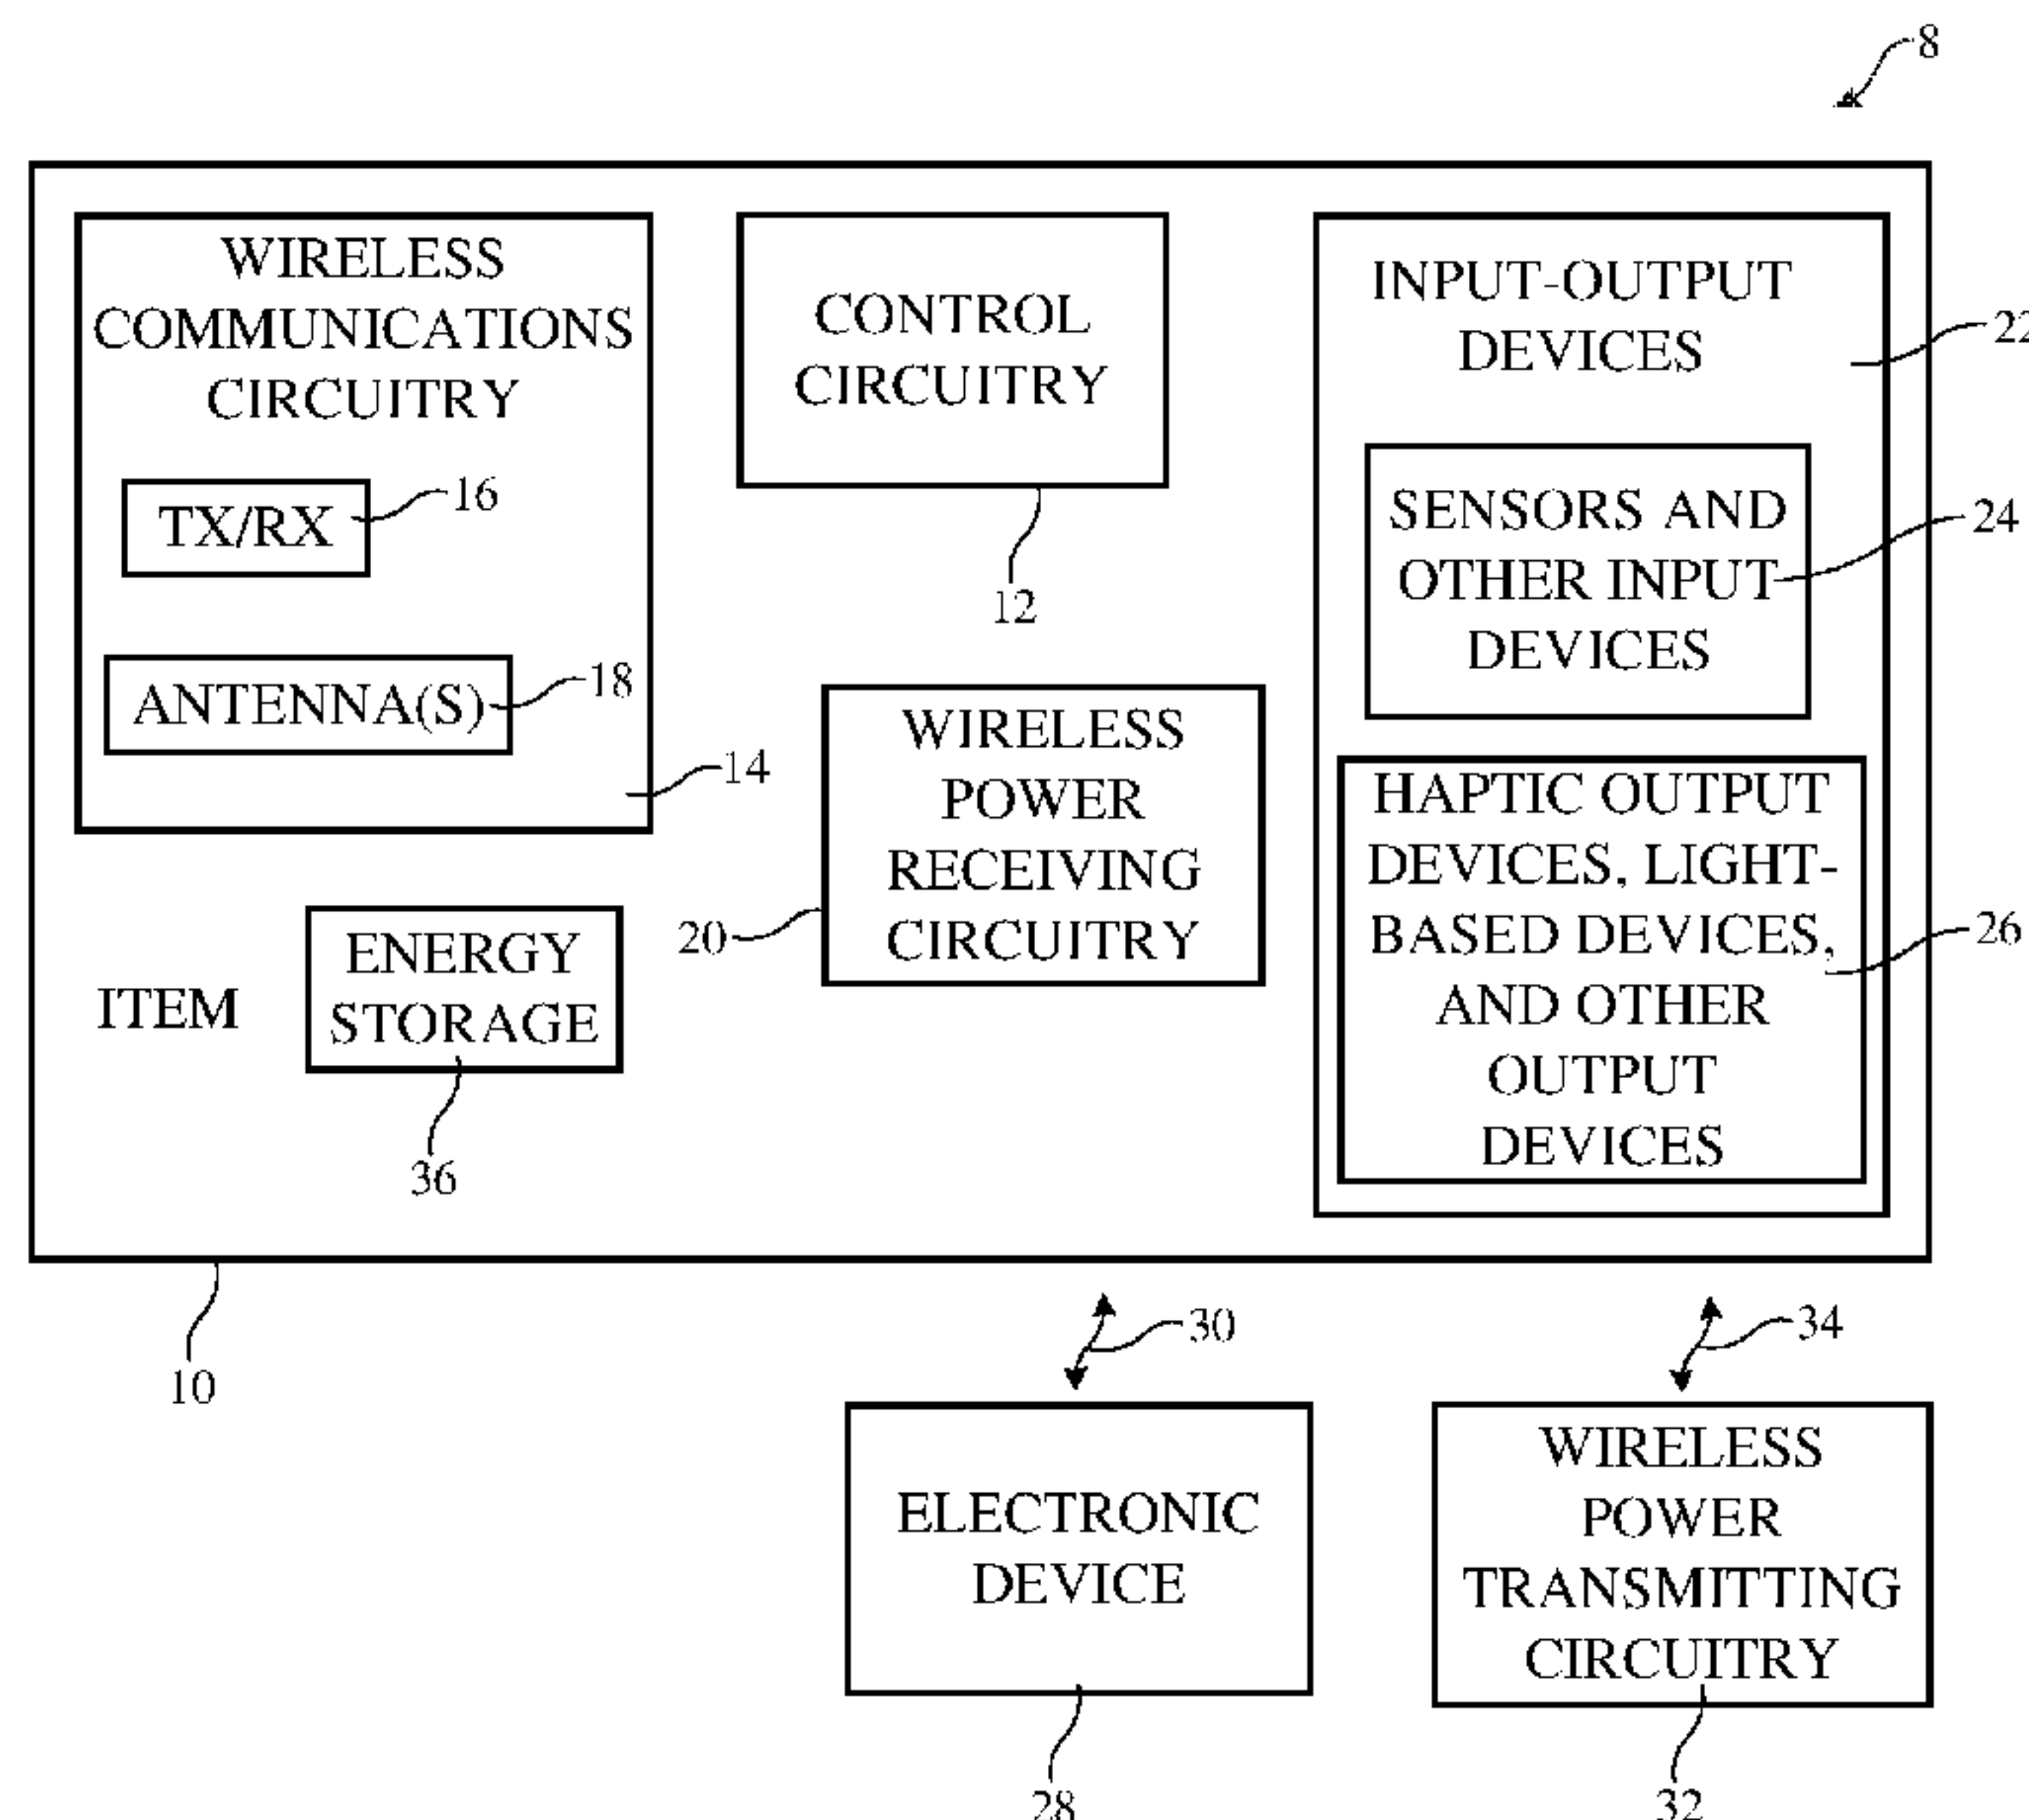 8
WIRELESS
COMMUNICATIONS
CIRCUITRY
TX/RX
16
ANTENNA(S)
18
14
CONTROL
CIRCUITRY
12
INPUT-OUTPUT
DEVICES
22
SENSORS AND
OTHER INPUT
DEVICES
24
WIRELESS
POWER
RECEIVING
CIRCUITRY
20
HAPTIC OUTPUT
DEVICES, LIGHT-
BASED DEVICES,
AND OTHER
OUTPUT
DEVICES
26
ITEM
ENERGY
STORAGE
36
10
30
34
ELECTRONIC
DEVICE
28
WIRELESS
POWER
TRANSMITTING
CIRCUITRY
32